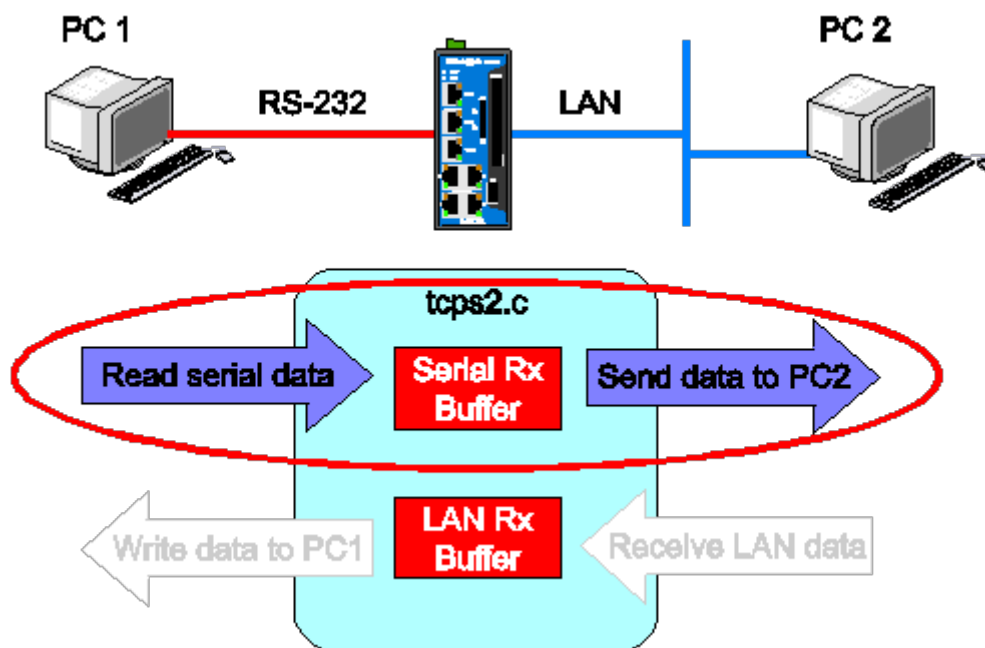 PC 1
PC 2
RS-232
LAN
tcps2.c
Read serial data
Serial Rx
Buffer
Send data to PC2
Write data to PC1
LAN Rx
Buffer
Receive LAN data